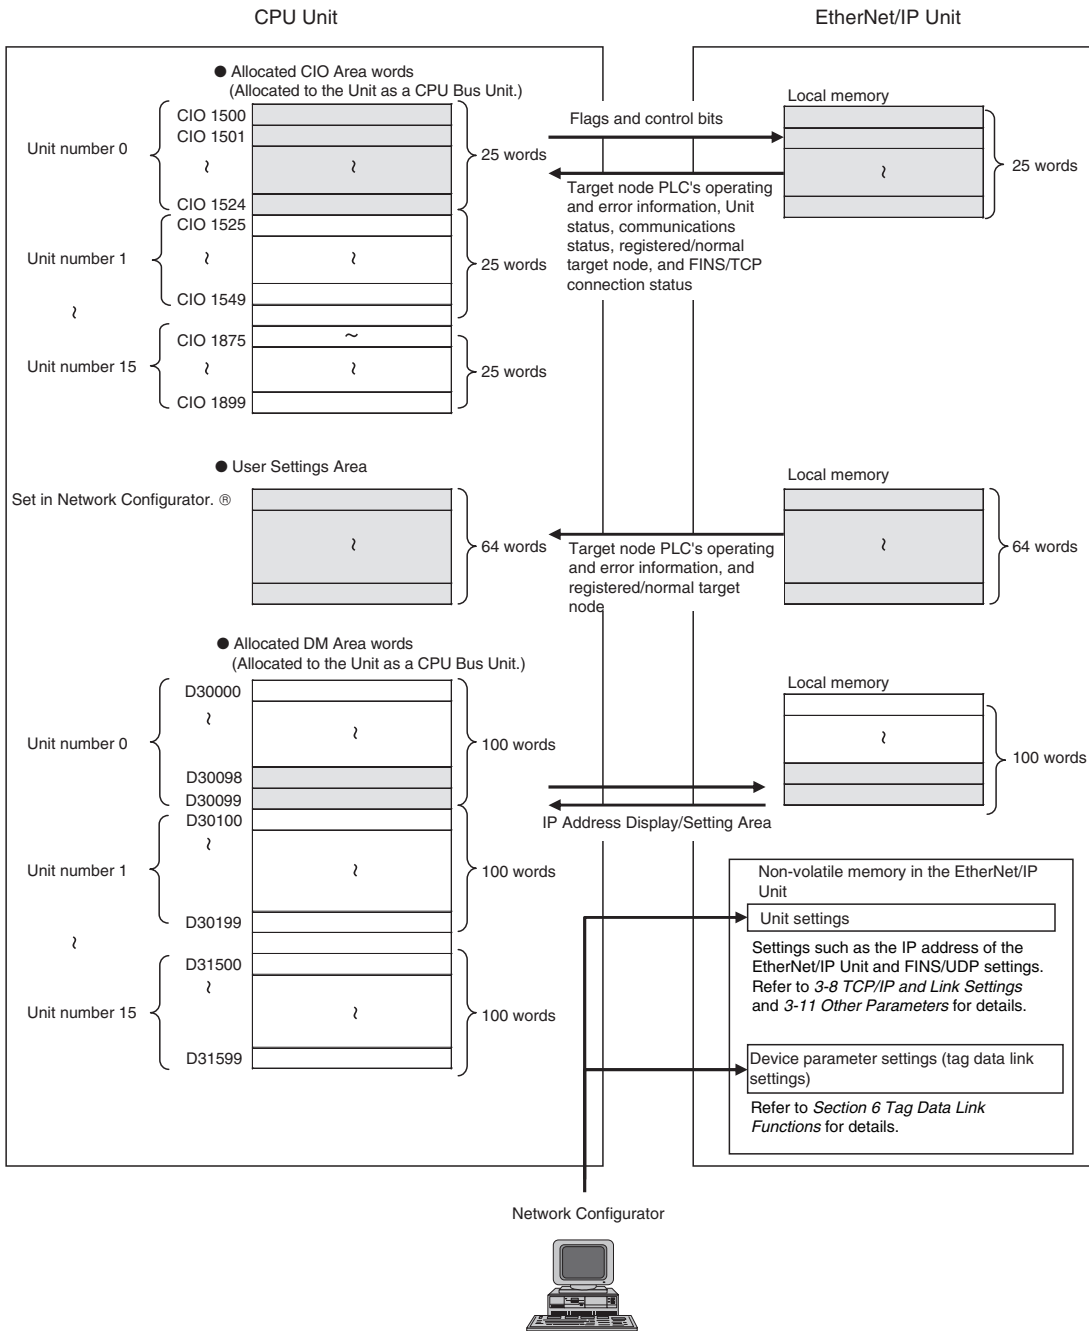 CPU Unit
EtherNet/IP Unit
● Allocated CIO Area words
(Allocated to the Unit as a CPU Bus Unit.)
Unit number 0
CIO 1500
CIO 1501
~
~
CIO 1524
25 words
Unit number 1
CIO 1525
~
~
CIO 1549
25 words
~
Unit number 15
CIO 1875
~
~
~
CIO 1899
25 words
Flags and control bits
Target node PLC's operating
and error information, Unit
status, communications
status, registered/normal
target node, and FINS/TCP
connection status
Local memory
~
25 words
● User Settings Area
Set in Network Configurator. ®
~
64 words
Target node PLC's operating
and error information, and
registered/normal target
node
Local memory
~
64 words
● Allocated DM Area words
(Allocated to the Unit as a CPU Bus Unit.)
Unit number 0
D30000
~
~
D30098
D30099
100 words
Unit number 1
D30100
~
~
D30199
100 words
~
Unit number 15
D31500
~
~
D31599
100 words
IP Address Display/Setting Area
Local memory
~
100 words
Non-volatile memory in the EtherNet/IP
Unit
Unit settings
Settings such as the IP address of the
EtherNet/IP Unit and FINS/UDP settings.
Refer to 3-8 TCP/IP and Link Settings
and 3-11 Other Parameters for details.
Device parameter settings (tag data link
settings)
Refer to Section 6 Tag Data Link
Functions for details.
Network Configurator